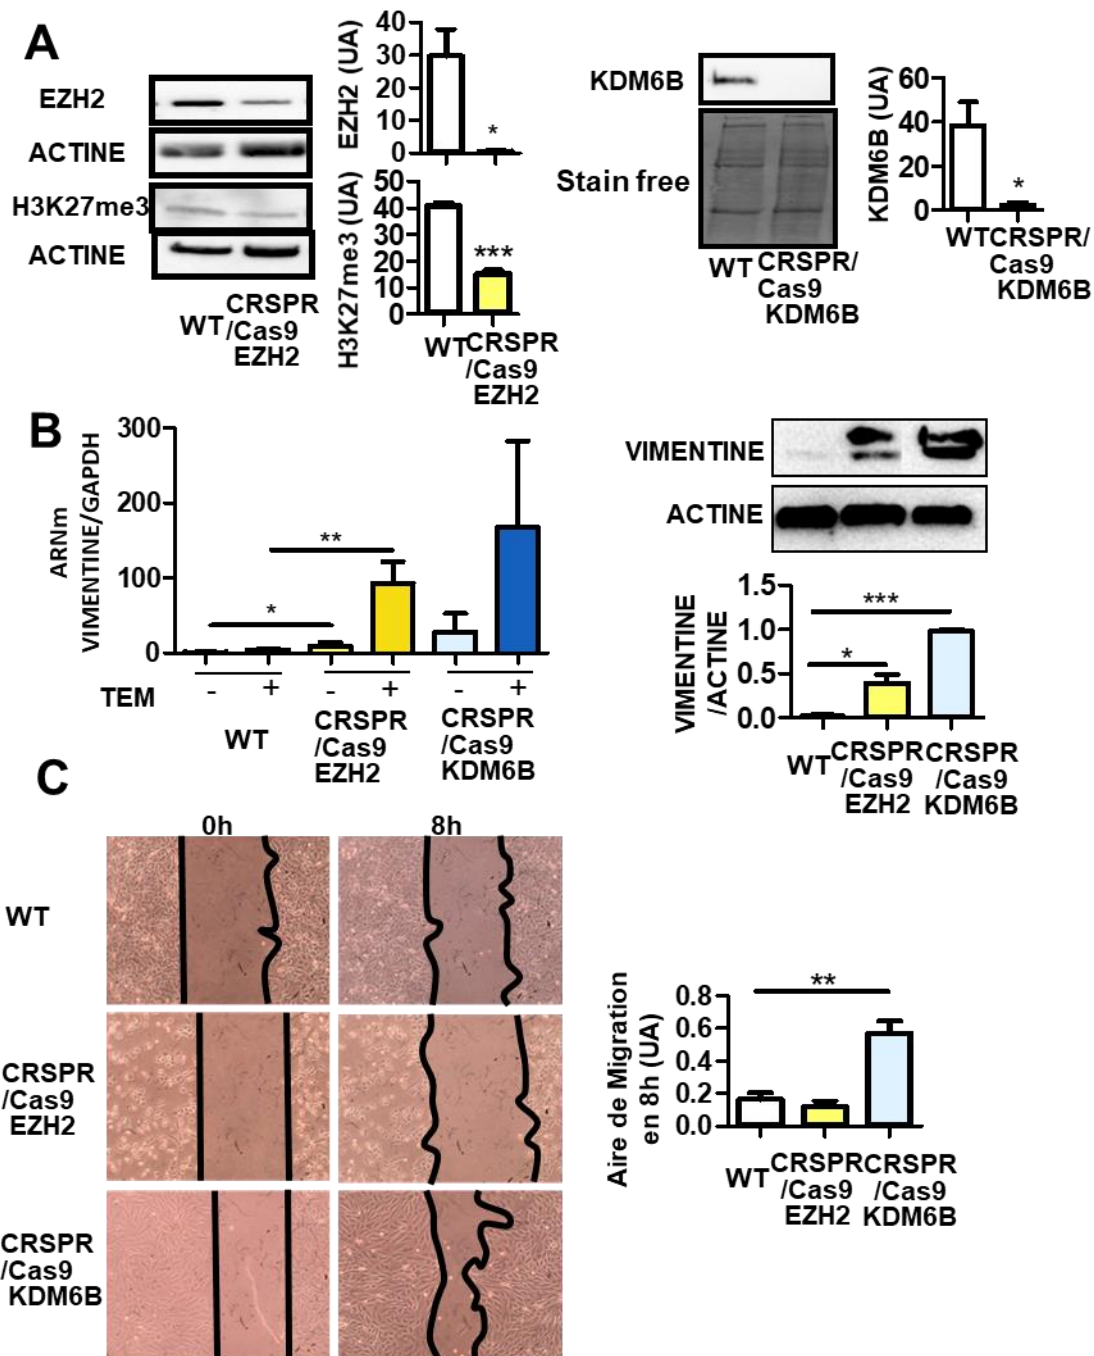 A
EZH2
ACTINE
H3K27me3
ACTINE
WT
CRSPR
/Cas9
EZH2
EZH2 (UA)
40
30
20
10
0
*
H3K27me3 (UA)
50
40
30
20
10
0
***
WT
CRSPR
/Cas9
EZH2
KDM6B
Stain free
WT
CRSPR/
Cas9
KDM6B
KDM6B (UA)
60
40
20
0
*
WT
CRSPR/
Cas9
KDM6B
B
ARNm
VIMENTINE/GAPDH
300
200
100
0
*
**
TEM
- + - + - +
WT
CRSPR
/Cas9
EZH2
CRSPR
/Cas9
KDM6B
VIMENTINE
ACTINE
VIMENTINE
/ACTINE
1.5
1.0
0.5
0.0
***
*
WT
CRSPR
/Cas9
EZH2
CRSPR
/Cas9
KDM6B
C
0h 8h
WT
CRSPR
/Cas9
EZH2
CRSPR
/Cas9
KDM6B
Aire de Migration
en 8h (UA)
0.8
0.6
0.4
0.2
0.0
**
WT
CRSPR
/Cas9
EZH2
CRSPR
/Cas9
KDM6B